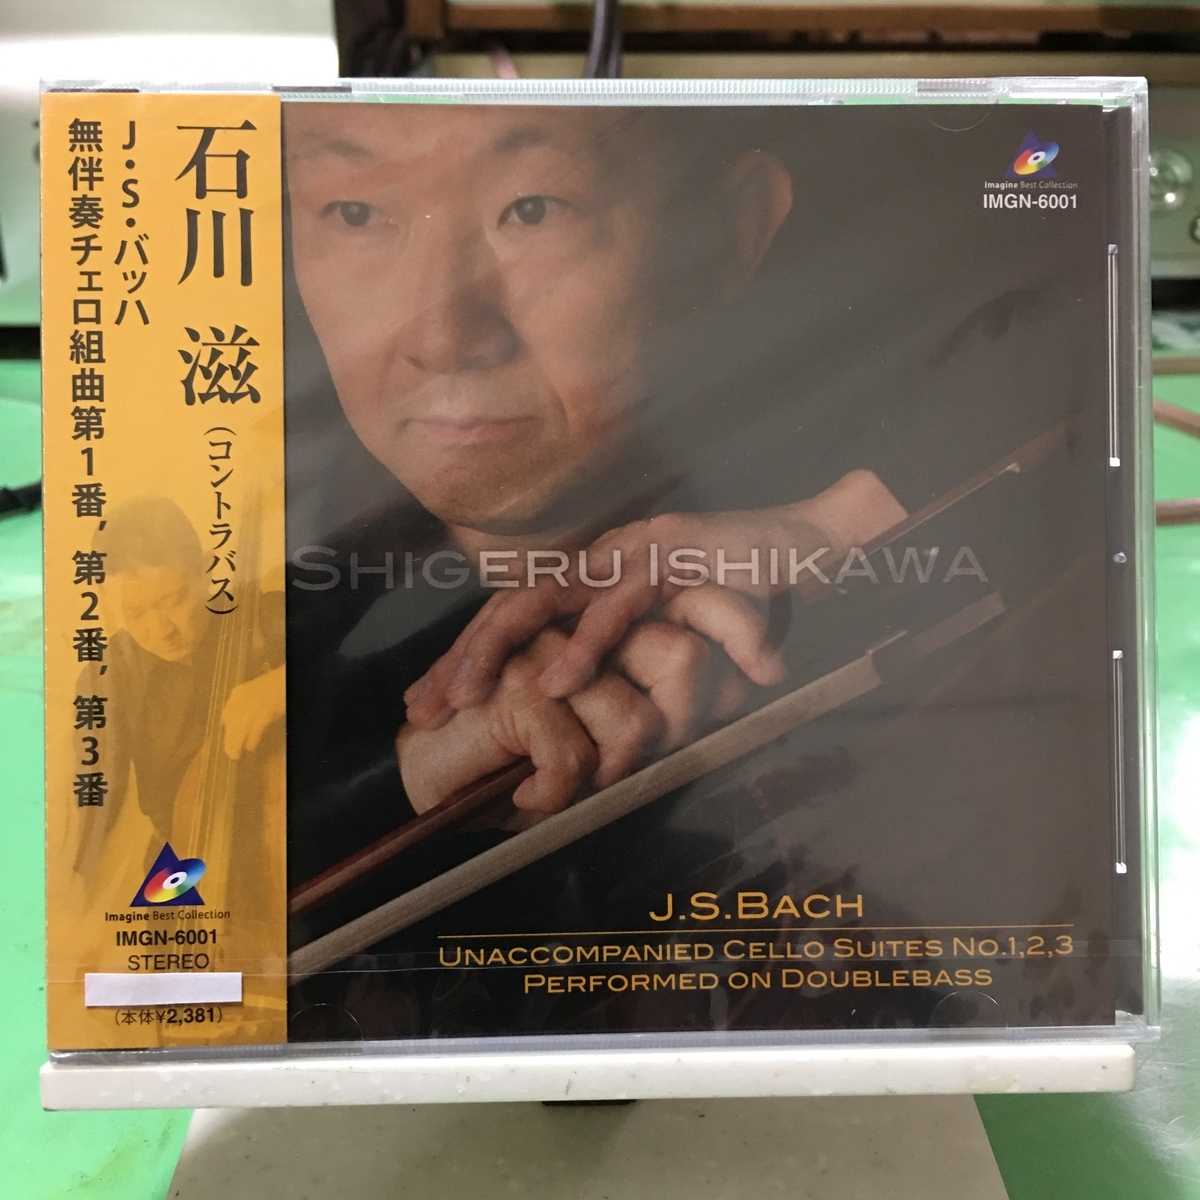 石川 滋
(コントラバス)
J・S・バッハ
無伴奏チェロ組曲第1番, 第2番, 第3番
Imagine Best Collection
IMGN-6001
STEREO
(本体¥2,381)
Imagine Best Collection
IMGN-6001
SHIGERU ISHIKAWA
J.S.BACH
UNACCOMPANIED CELLO SUITES NO.1,2,3
PERFORMED ON DOUBLEBASS